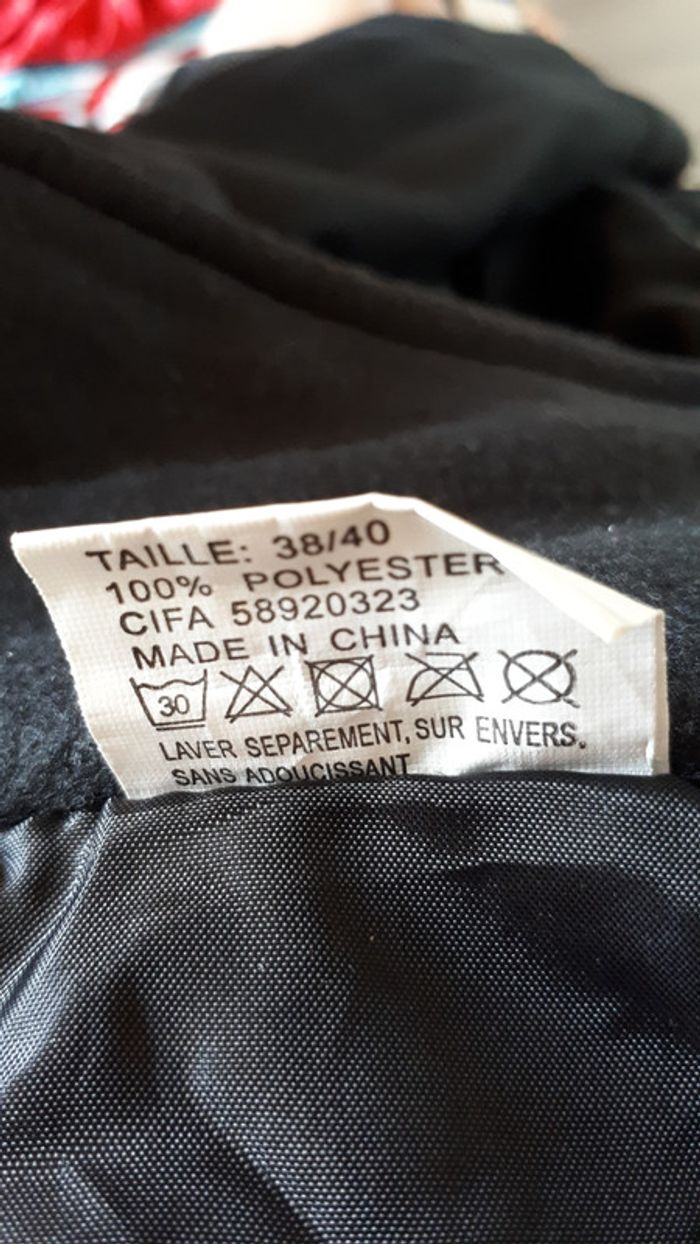 TAILLE: 38/40
100% POLYESTER
CIFA 58920323
MADE IN CHINA
30
LAVER SEPAREMENT, SUR ENVERS.
SANS ADOUCISSANT